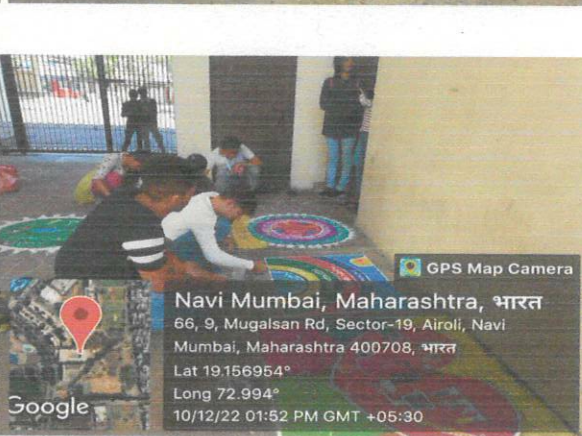 GPS Map Camera
Navi Mumbai, Maharashtra, भारत
66, 9, Mugalsan Rd, Sector-19, Airoli, Navi
Mumbai, Maharashtra 400708, भारत
Lat 19.156954°
Long 72.994°
10/12/22 01:52 PM GMT +05:30
Google